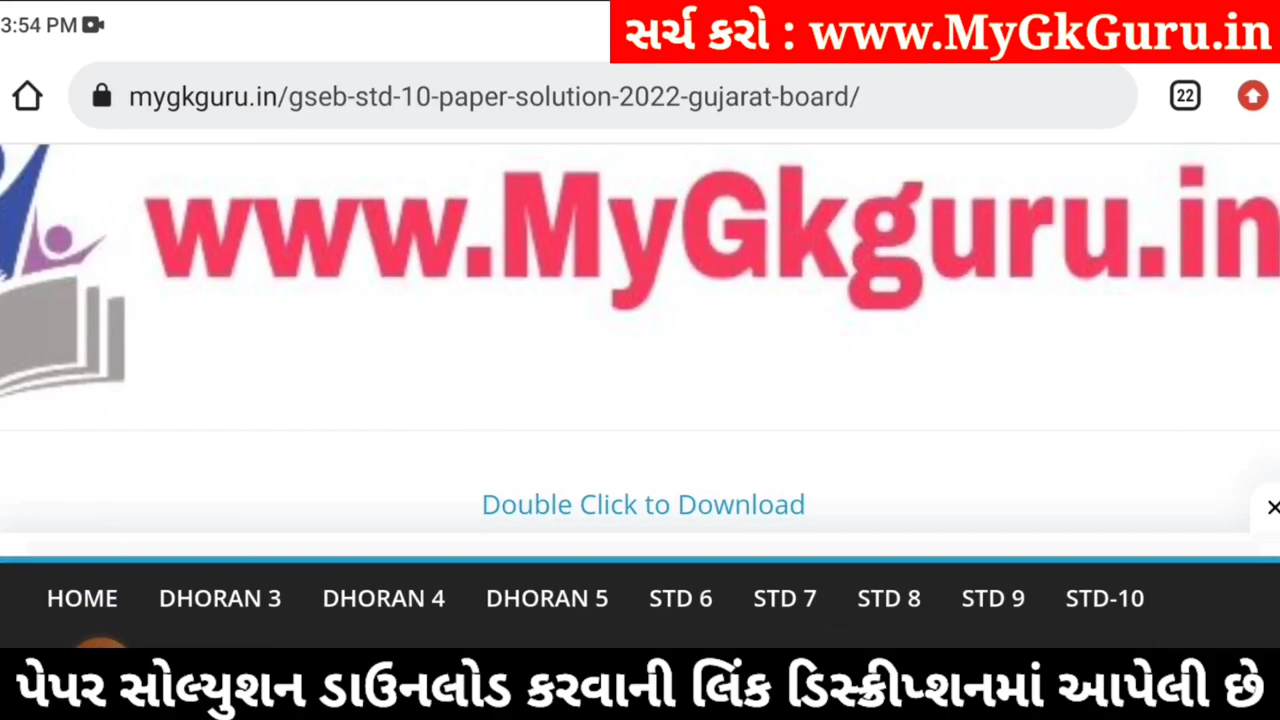 3:54 PM
સર્ચ કરો : www.MyGkGuru.in
mygkguru.in/gseb-std-10-paper-solution-2022-gujarat-board/
22
www.MyGkguru.in
Double Click to Download
HOME DHORAN 3 DHORAN 4 DHORAN 5 STD 6 STD 7 STD 8 STD 9 STD-10
પેપર સોલ્યુશન ડાઉનલોડ કરવાની લિંક ડિસ્ક્રીપ્શનમાં આપેલી છે